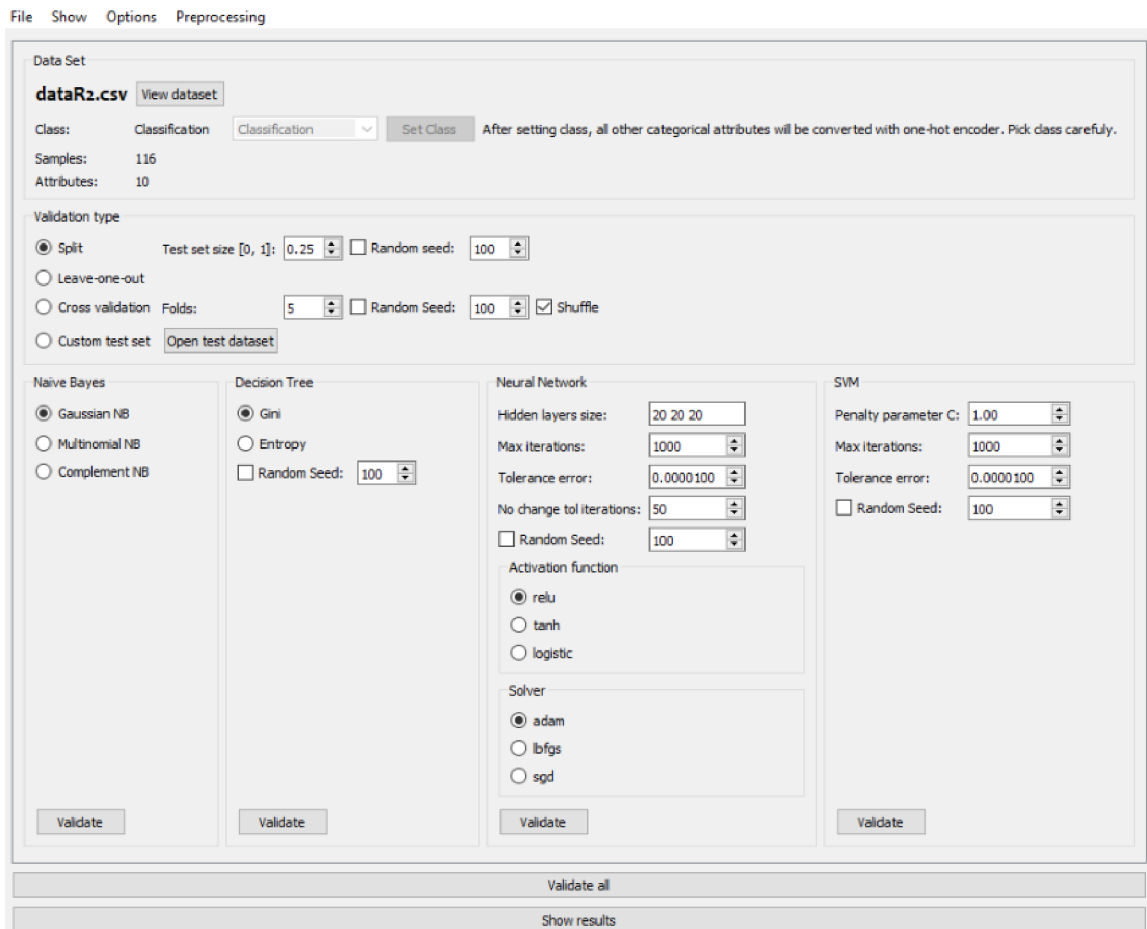 File Show Options Preprocessing
Data Set
dataR2.csv View dataset
Class: Classification Classification Set Class After setting class, all other categorical attributes will be converted with one-hot encoder. Pick class carefuly.
Samples: 116
Attributes: 10
Validation type
Split Test set size [0, 1]: 0.25 Random seed: 100
Leave-one-out
Cross validation Folds: 5 Random Seed: 100 Shuffle
Custom test set Open test dataset
Naive Bayes
Gaussian NB
Multinomial NB
Complement NB
Validate
Decision Tree
Gini
Entropy
Random Seed: 100
Validate
Neural Network
Hidden layers size: 20 20 20
Max iterations: 1000
Tolerance error: 0.0000100
No change tol iterations: 50
Random Seed: 100
Activation function
relu
tanh
logistic
Solver
adam
lbfgs
sgd
Validate
SVM
Penalty parameter C: 1.00
Max iterations: 1000
Tolerance error: 0.0000100
Random Seed: 100
Validate
Validate all
Show results